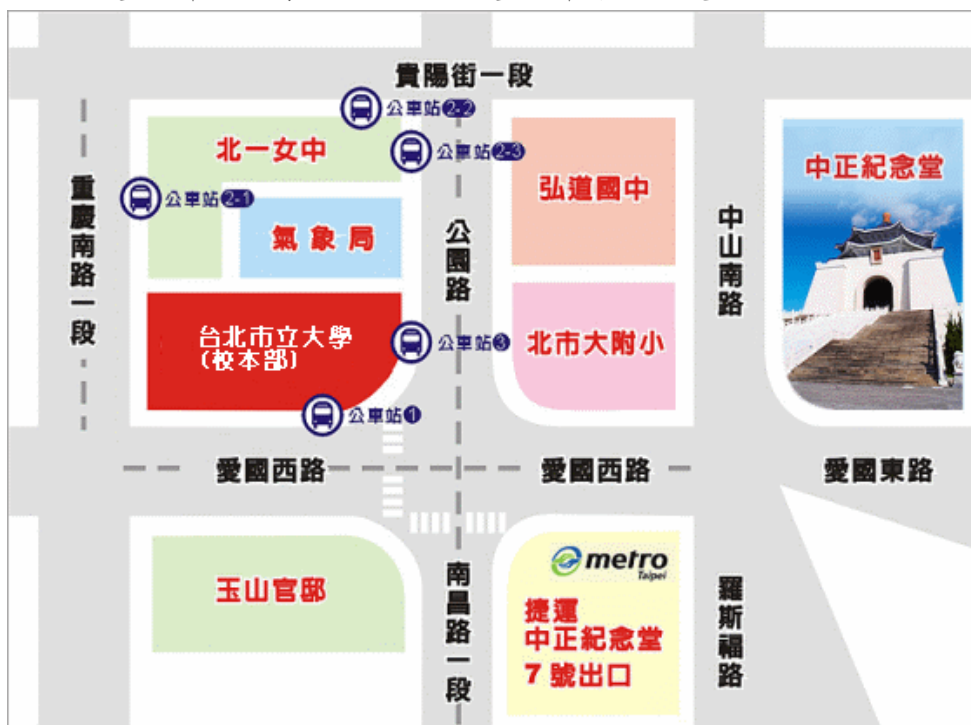 貴陽街一段
公車站2-2
北一女中
公車站2-3
弘道國中
中正紀念堂
重慶南路一段
公車站2-1
氣象局
公園路
中山南路
台北市立大學
(校本部)
公車站3
北市大附小
公車站1
愛國西路
愛國西路
愛國東路
玉山官邸
南昌路一段
metro
Taipei
捷運
中正紀念堂
7號出口
羅斯福路